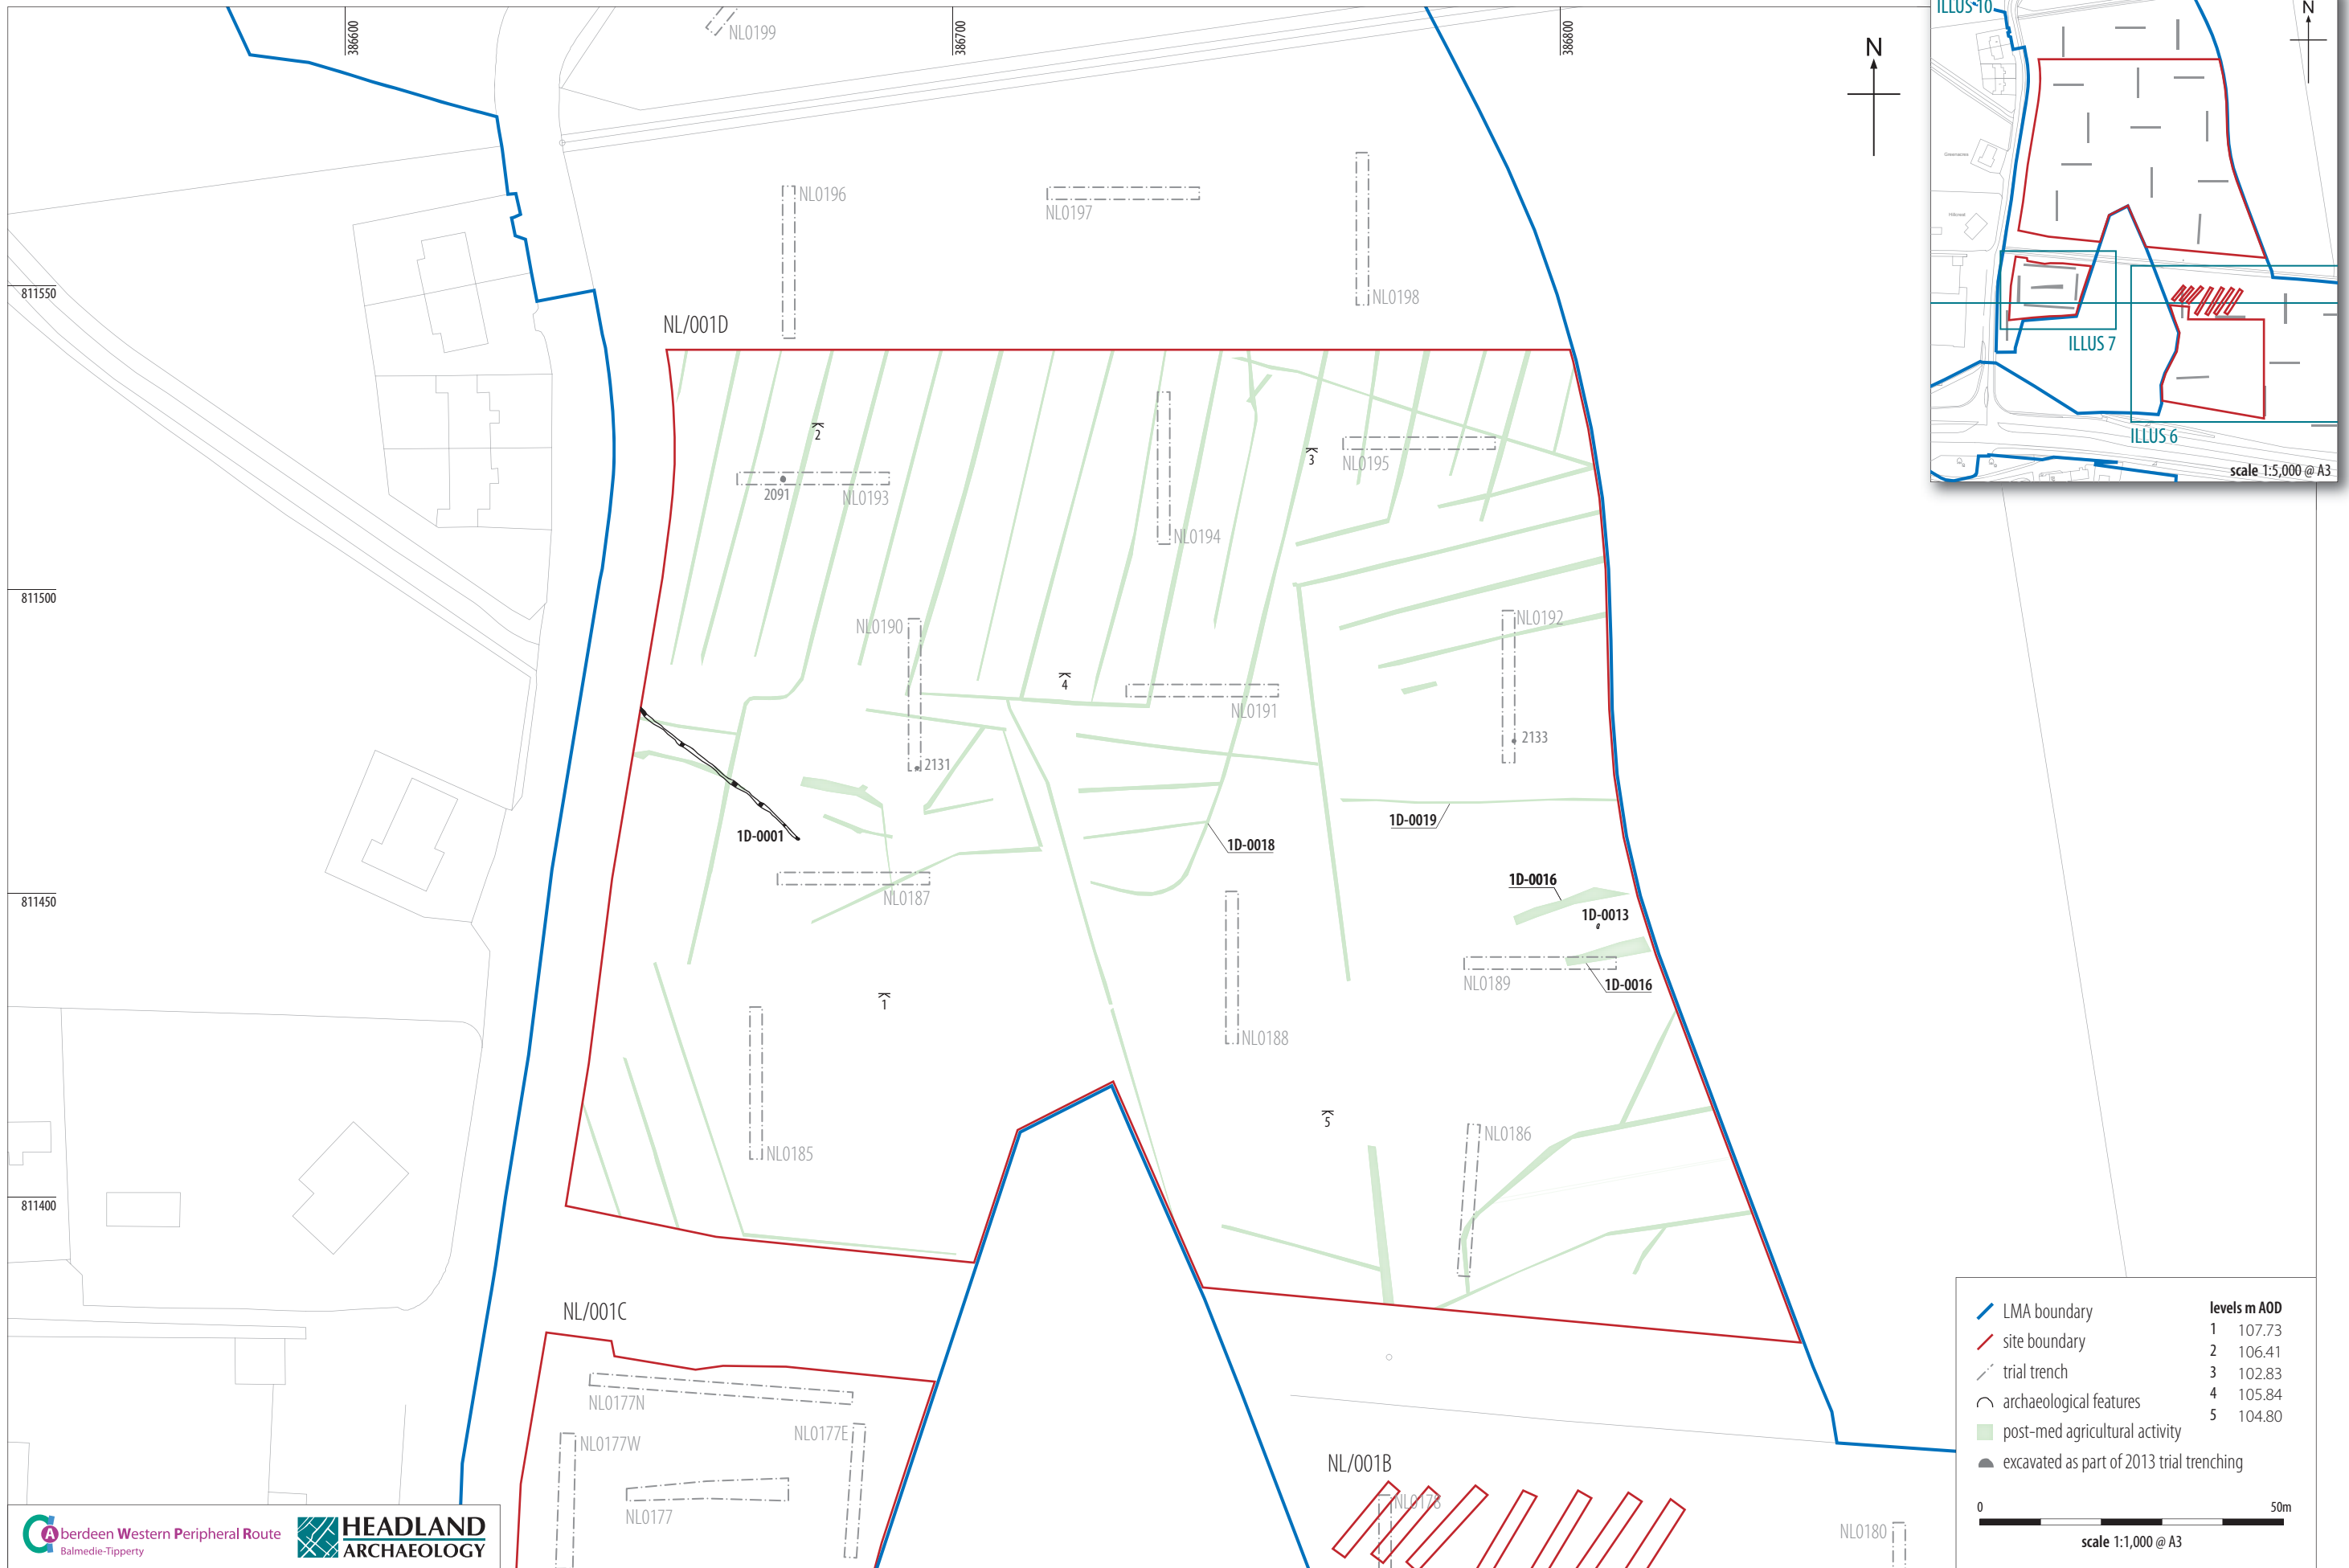 NL0199
386600
386700
386800
N
ILLUS 10
N
Greenacres
Hillcrest
ILLUS 7
ILLUS 6
scale 1:5,000 @ A3
NL0196
NL0197
NL0198
811550
NL/001D
2
3
NL0195
2091
NL0193
NL0194
811500
NL0190
NL0192
4
NL0191
2133
2131
1D-0001
1D-0019
1D-0018
1D-0016
NL0187
811450
1D-0013
NL0189
1D-0016
1
NL0188
5
NL0186
NL0185
811400
NL/001C
NL0177N
NL0177E
NL0177W
NL/001B
NL0178
NL0177
NL0180
LMA boundary
site boundary
trial trench
archaeological features
post-med agricultural activity
excavated as part of 2013 trial trenching
levels m AOD
1 107.73
2 106.41
3 102.83
4 105.84
5 104.80
0 50m
scale 1:1,000 @ A3
Aberdeen Western Peripheral Route
Balmedie-Tipperty
HEADLAND
ARCHAEOLOGY